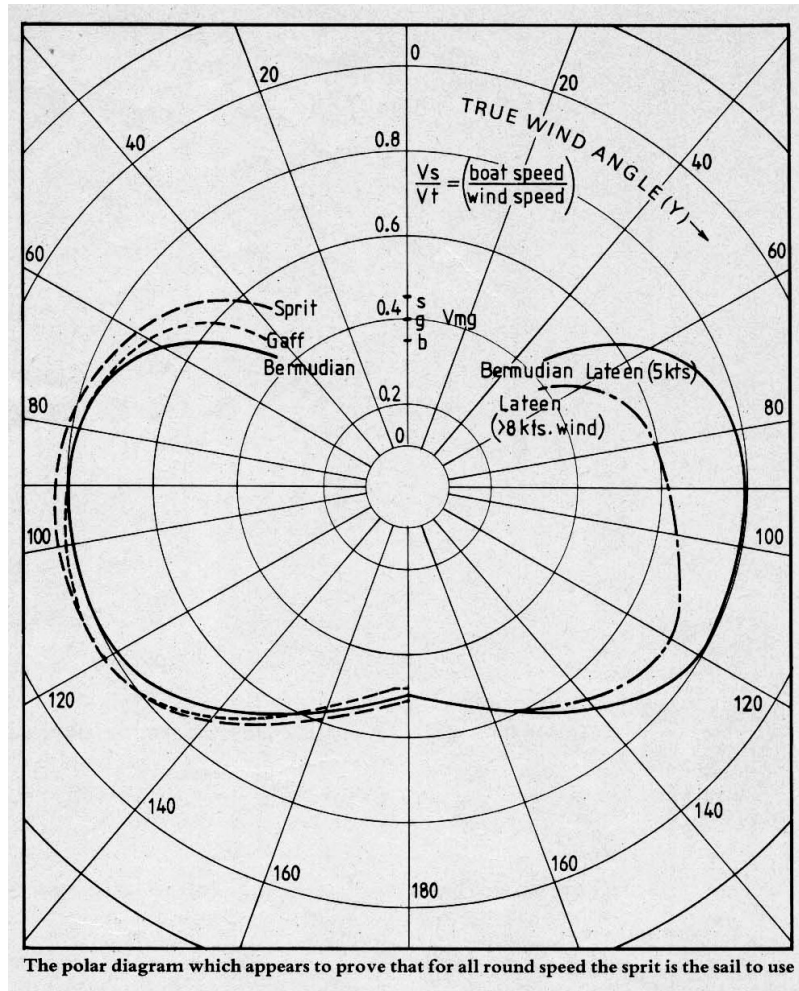 0
20
20
40
40
TRUE WIND ANGLE (Y) →
0.8
Vs/Vt = (boat speed/wind speed)
0.6
60
60
s
Sprit
0.4 g Vmg
Gaff
b
Bermudian
Bermudian Lateen (5kts)
Lateen
(>8kts. wind)
0.2
0
80
80
100
100
120
120
140
140
160
160
180
The polar diagram which appears to prove that for all round speed the sprit is the sail to use